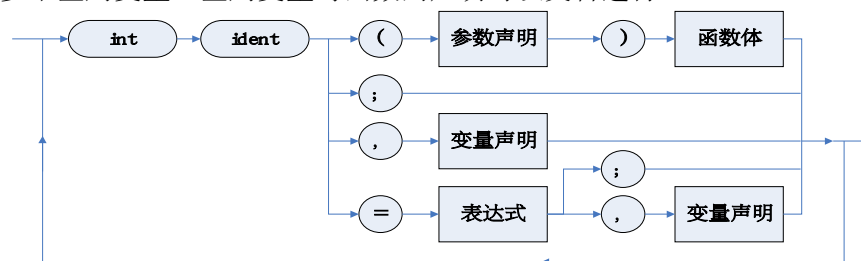 int ident ( 参数声明 ) 函数体
;
, 变量声明
;
= 表达式 , 变量声明